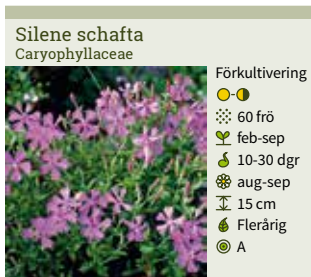 Silene schafta
Caryophyllaceae
Förkultivering
-
60 frö
feb-sep
10-30 dgr
aug-sep
15 cm
Flerårig
A